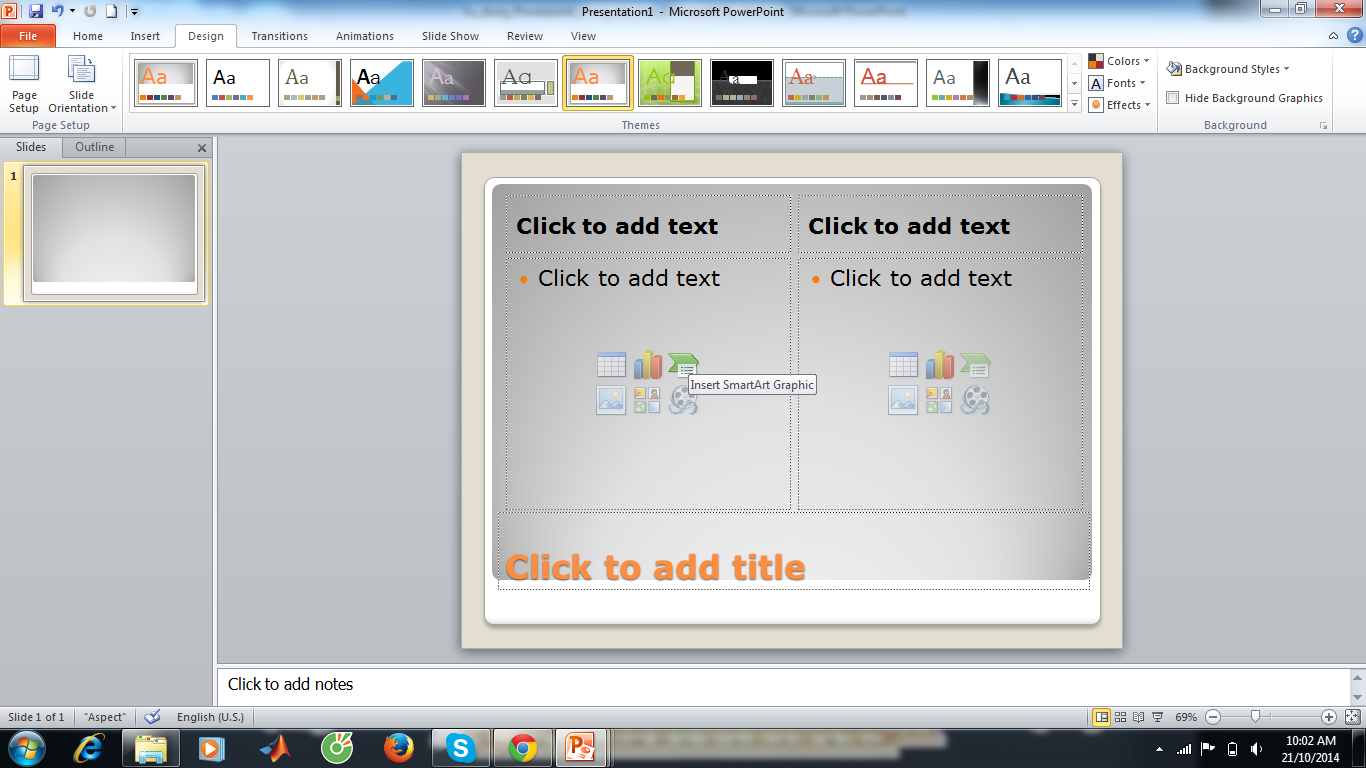 Presentation1 - Microsoft PowerPoint
File Home Insert Design Transitions Animations Slide Show Review View
Page Setup
Slide Orientation
Page Setup
Aa Aa Aa Aa Aa Aa Aa Aa Aa Aa Aa Aa Aa
Themes
Colors
Fonts
Effects
Background Styles
Hide Background Graphics
Background
Slides Outline
1
Click to add text
Click to add text
Click to add text
Click to add text
Insert SmartArt Graphic
Click to add title
Click to add notes
Slide 1 of 1 "Aspect" English (U.S.) 69%
10:02 AM
21/10/2014